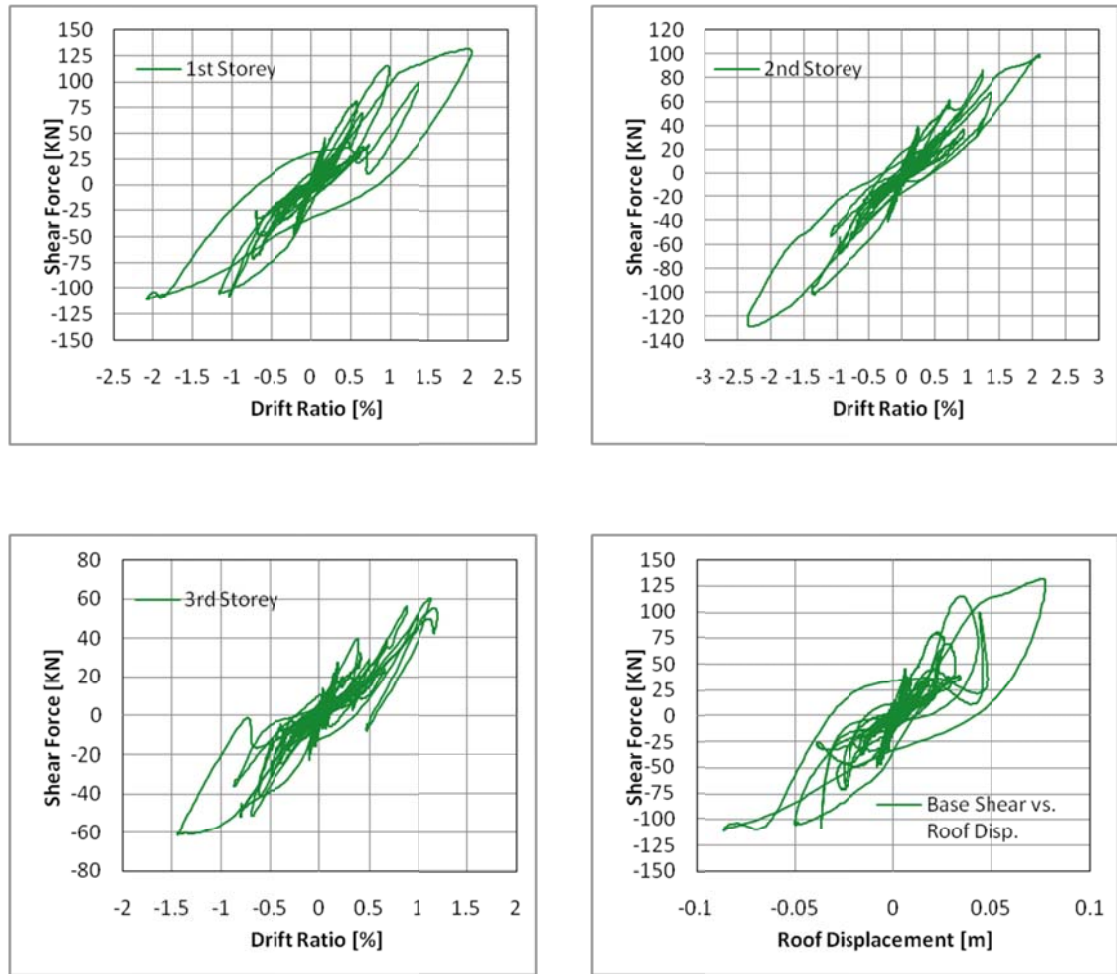 150
125
100
75
50
25
0
-25
-50
-75
-100
-125
-150
Shear Force [KN]
1st Storey
-2.5 -2 -1.5 -1 -0.5 0 0.5 1 1.5 2 2.5
Drift Ratio [%]
120
100
80
60
40
20
0
-20
-40
-60
-80
-100
-120
-140
Shear Force [KN]
2nd Storey
-3 -2.5 -2 -1.5 -1 -0.5 0 0.5 1 1.5 2 2.5 3
Drift Ratio [%]
80
60
40
20
0
-20
-40
-60
-80
Shear Force [KN]
3rd Storey
-2 -1.5 -1 -0.5 0 0.5 1 1.5 2
Drift Ratio [%]
150
125
100
75
50
25
0
-25
-50
-75
-100
-125
-150
Shear Force [KN]
Base Shear vs.
Roof Disp.
-0.1 -0.05 0 0.05 0.1
Roof Displacement [m]